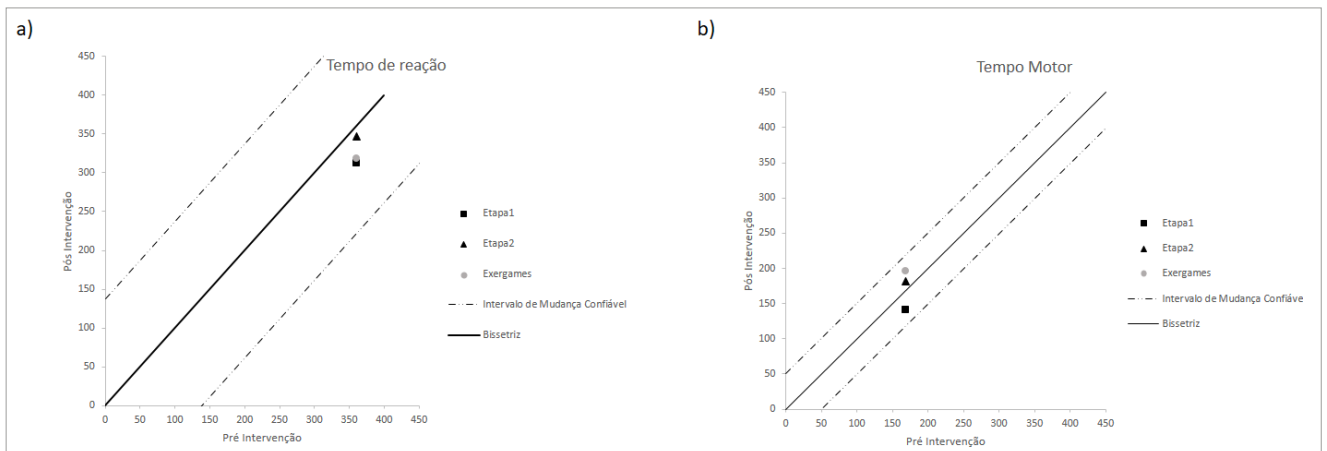 a)
Tempo de reação
450
400
350
300
250
200
150
100
50
0
Pós Intervenção
0 50 100 150 200 250 300 350 400 450
Pré Intervenção
Etapa1
Etapa2
Exergames
Intervalo de Mudança Confiável
Bissetriz
b)
Tempo Motor
450
400
350
300
250
200
150
100
50
0
Pós Intervenção
0 50 100 150 200 250 300 350 400 450
Pré Intervenção
Etapa1
Etapa2
Exergames
Intervalo de Mudança Confiáve
Bissetriz